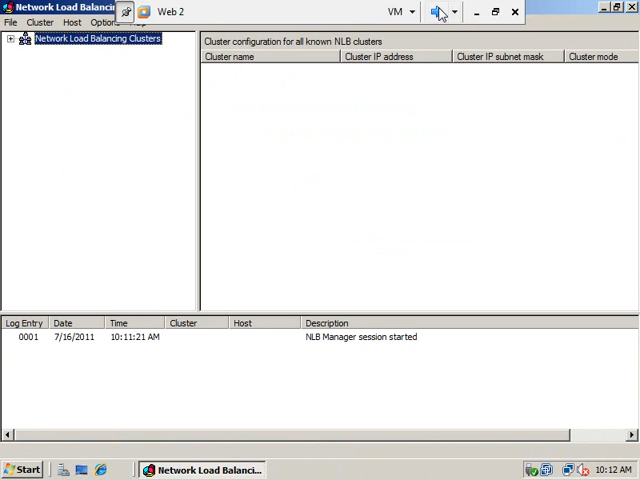 Network Load Balancing
Web 2
VM
File Cluster Host Options
Network Load Balancing Clusters
Cluster configuration for all known NLB clusters
Cluster name Cluster IP address Cluster IP subnet mask Cluster mode
Log Entry Date Time Cluster Host Description
0001 7/16/2011 10:11:21 AM NLB Manager session started
Start
Network Load Balanci...
10:12 AM